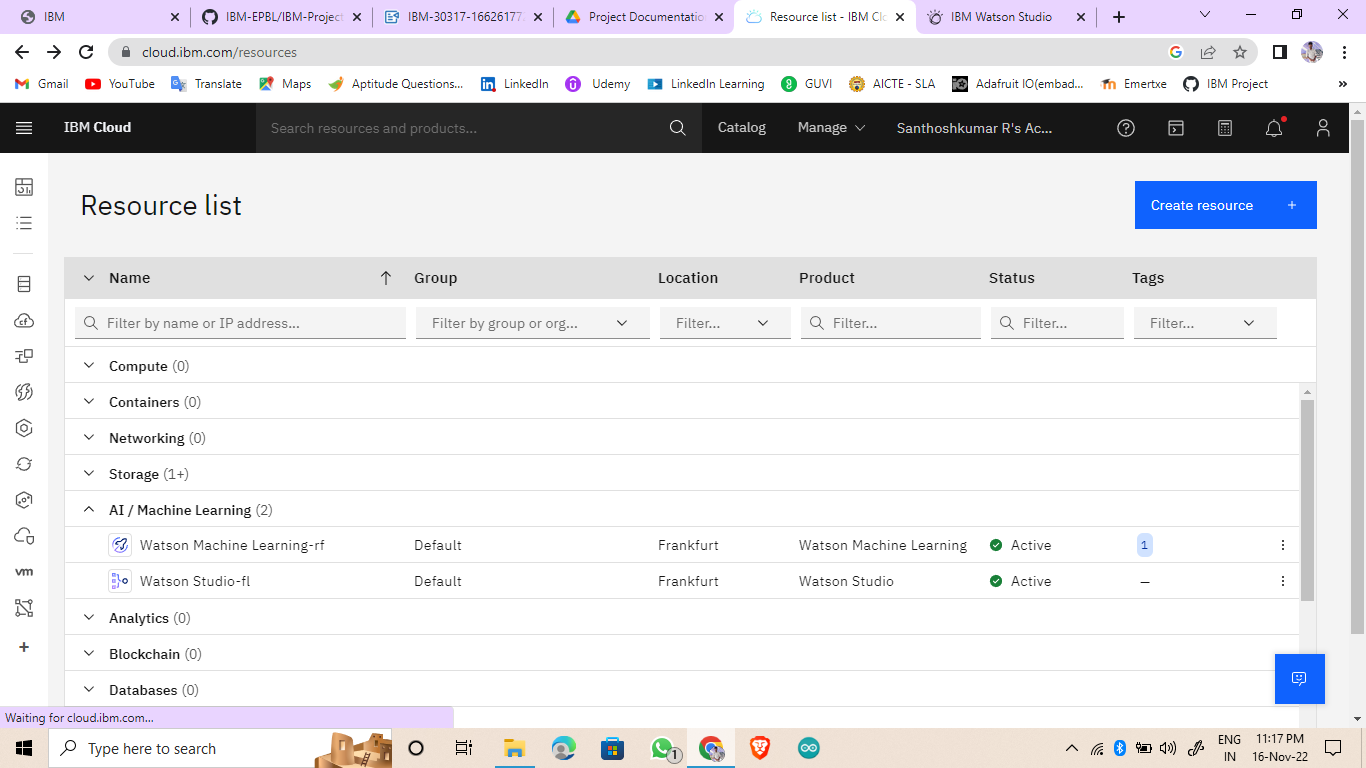 IBM
IBM-EPBL/IBM-Project
IBM-30317-16626177
Project Documentatio
Resource list - IBM Clo
IBM Watson Studio
cloud.ibm.com/resources
Gmail YouTube Translate Maps Aptitude Questions... LinkedIn Udemy LinkedIn Learning GUVI AICTE - SLA Adafruit IO(embad... Emertxe IBM Project »
IBM Cloud Search resources and products... Catalog Manage Santhoshkumar R's Ac...
Resource list
Create resource +
Name Group Location Product Status Tags
Filter by name or IP address... Filter by group or org... Filter... Filter... Filter... Filter...
Compute (0)
Containers (0)
Networking (0)
Storage (1+)
AI / Machine Learning (2)
Watson Machine Learning-rf Default Frankfurt Watson Machine Learning Active 1
Watson Studio-fl Default Frankfurt Watson Studio Active –
Analytics (0)
Blockchain (0)
Databases (0)
cf
vm
Waiting for cloud.ibm.com...
Type here to search
1
ENG
IN
11:17 PM
16-Nov-22